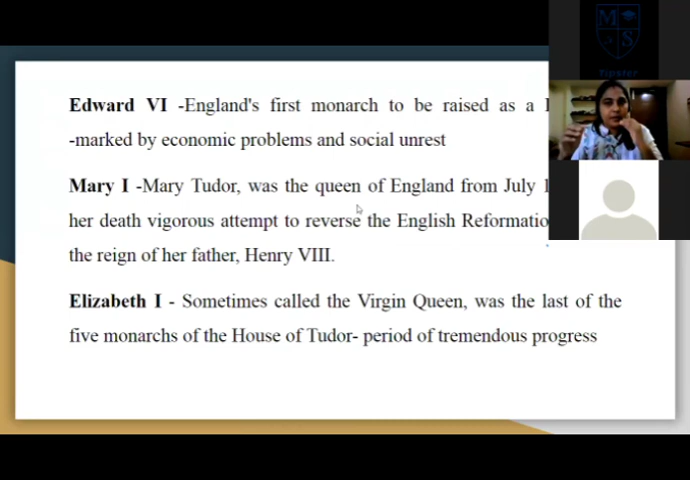 M
S
Tipster
Edward VI -England's first monarch to be raised as a
-marked by economic problems and social unrest
Mary I -Mary Tudor, was the queen of England from July
her death vigorous attempt to reverse the English
the reign of her father, Henry VIII.
Elizabeth I - Sometimes called the Virgin Queen, was the last of the
five monarchs of the House of Tudor- period of tremendous progress